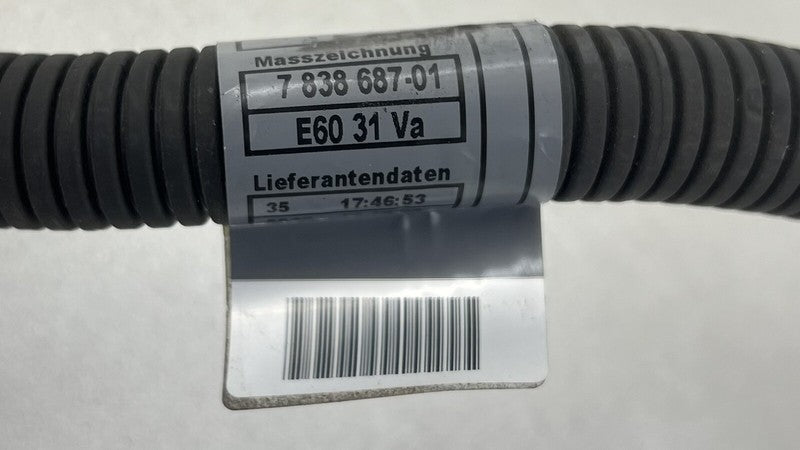 Masszeichnung
7 838 687-01
E60 31 Va
Lieferantendaten
35 17:46:53